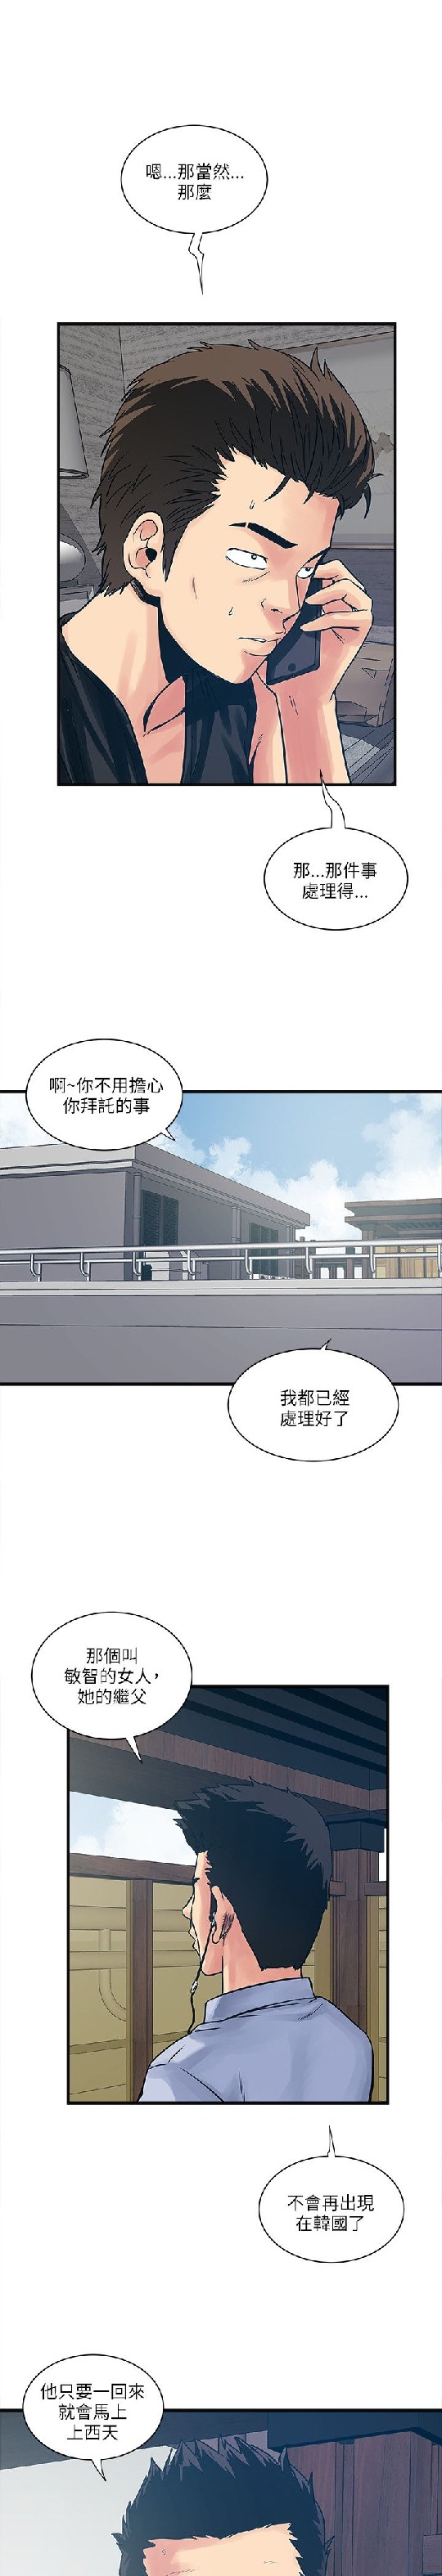 嗯...那當然...
那麼
那...那件事
處理得...
啊~你不用擔心
你拜託的事
我都已經
處理好了
那個叫
敏智的女人,
她的繼父
不會再出現
在韓國了
他只要一回來
就會馬上
上西天